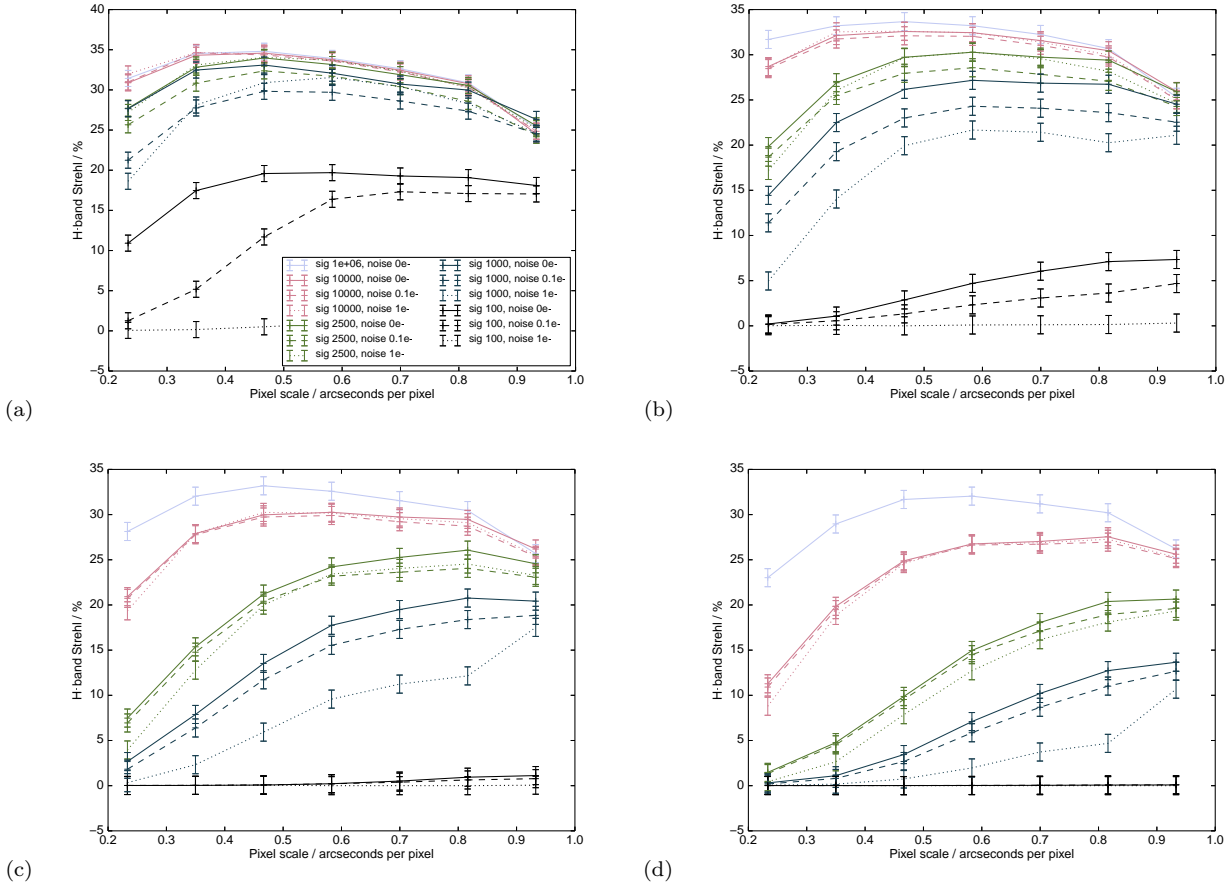 40
35
30
25
20
15
10
5
0
−5
H-band Strehl / %
sig 1e+06, noise 0e-
sig 10000, noise 0e-
sig 10000, noise 0.1e-
sig 10000, noise 1e-
sig 2500, noise 0e-
sig 2500, noise 0.1e-
sig 2500, noise 1e-
sig 1000, noise 0e-
sig 1000, noise 0.1e-
sig 1000, noise 1e-
sig 100, noise 0e-
sig 100, noise 0.1e-
sig 100, noise 1e-
0.2 0.3 0.4 0.5 0.6 0.7 0.8 0.9 1.0
Pixel scale / arcseconds per pixel
(a)
35
30
25
20
15
10
5
0
−5
H-band Strehl / %
0.2 0.3 0.4 0.5 0.6 0.7 0.8 0.9 1.0
Pixel scale / arcseconds per pixel
(b)
35
30
25
20
15
10
5
0
−5
H-band Strehl / %
0.2 0.3 0.4 0.5 0.6 0.7 0.8 0.9 1.0
Pixel scale / arcseconds per pixel
(c)
35
30
25
20
15
10
5
0
−5
H-band Strehl / %
0.2 0.3 0.4 0.5 0.6 0.7 0.8 0.9 1.0
Pixel scale / arcseconds per pixel
(d)